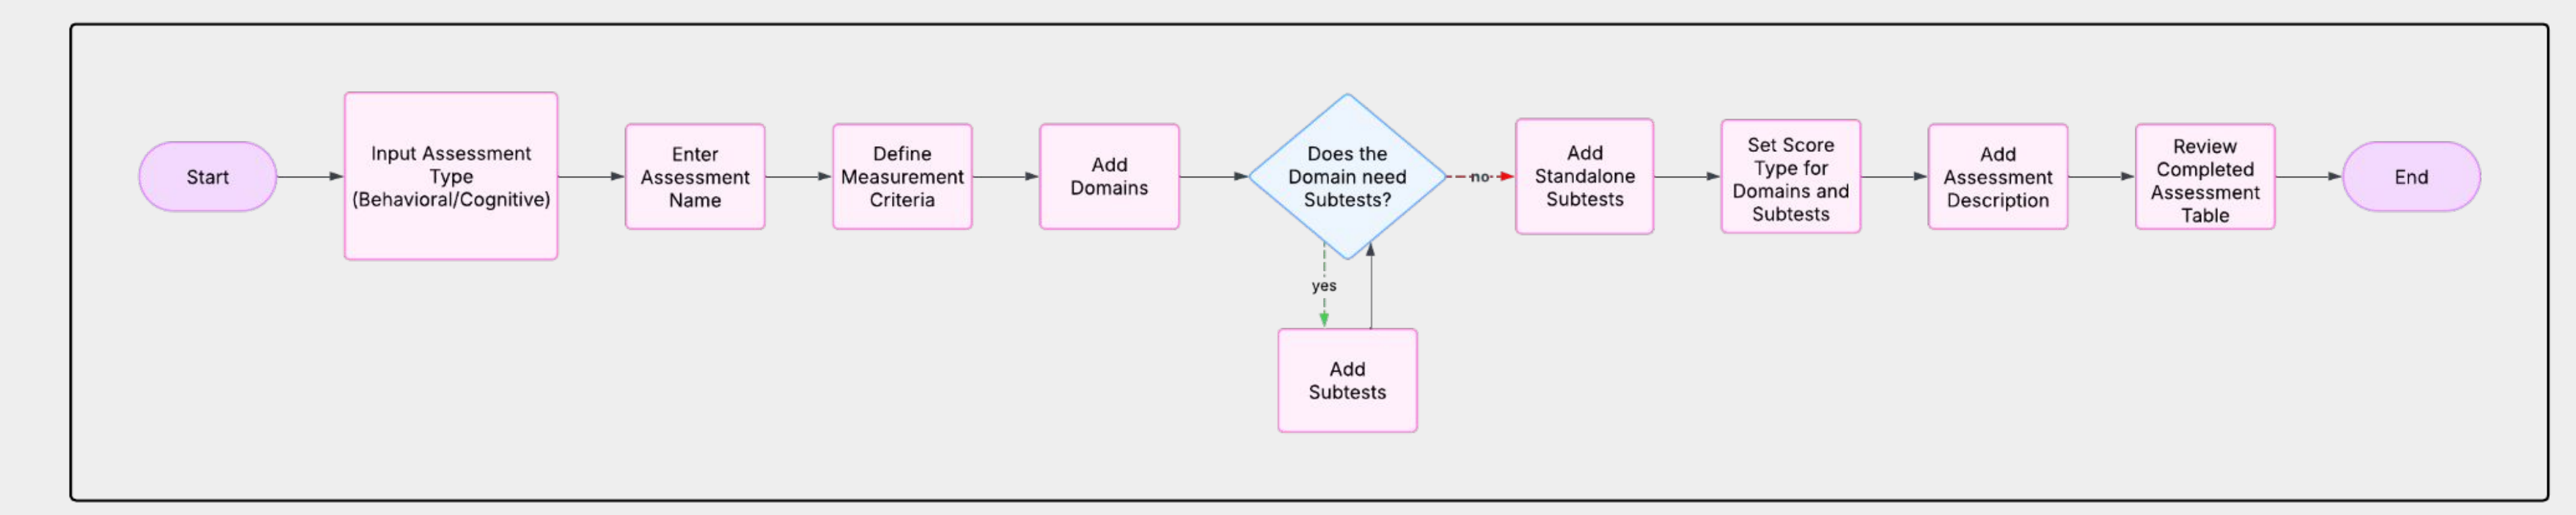 Start
Input Assessment
Type
(Behavioral/Cognitive)
Enter
Assessment
Name
Define
Measurement
Criteria
Add
Domains
Does the
Domain need
Subtests?
no
yes
Add
Subtests
Add
Standalone
Subtests
Set Score
Type for
Domains and
Subtests
Add
Assessment
Description
Review
Completed
Assessment
Table
End